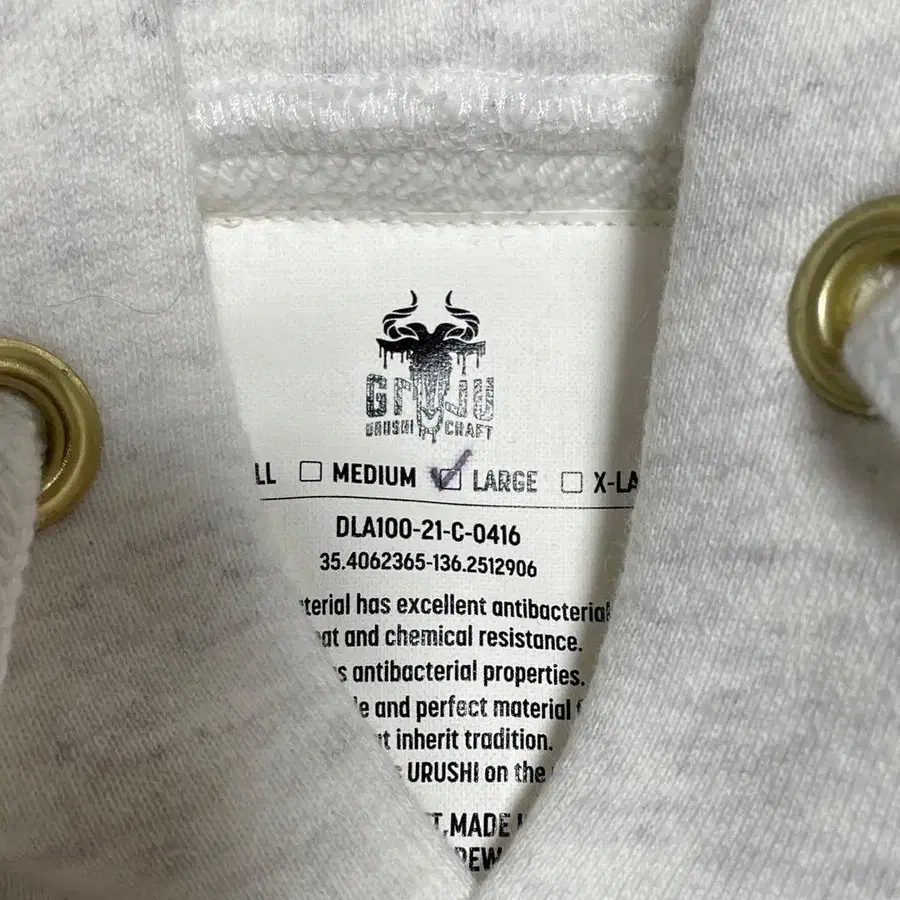 GruJU
URUSHI CRAFT
LL MEDIUM LARGE X-LA
DLA100-21-C-0416
35.4062365-136.2512906
terial has excellent antibacterial
at and chemical resistance.
s antibacterial properties.
le and perfect material
t inherit tradition.
URUSHI on the
T.MADE